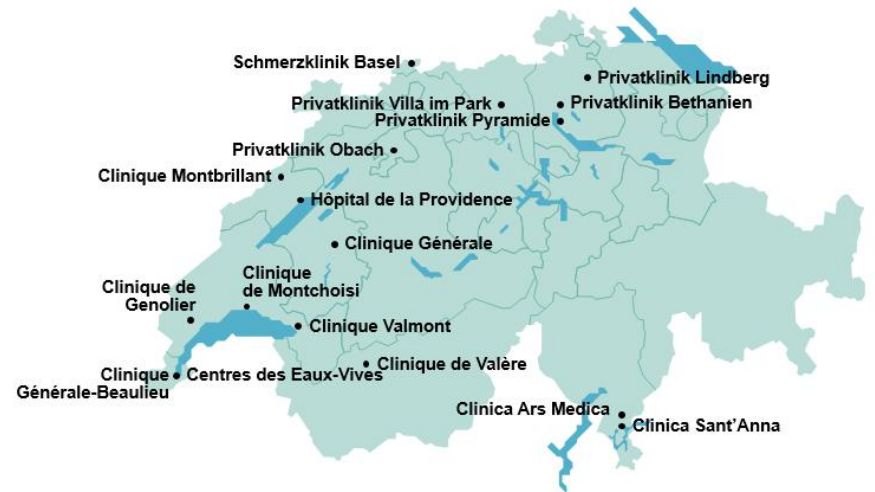 Schmerzklinik Basel
Privatklinik Lindberg
Privatklinik Villa im Park
Privatklinik Bethanien
Privatklinik Pyramide
Privatklinik Obach
Clinique Montbrillant
Hôpital de la Providence
Clinique Générale
Clinique de
Genolier
Clinique
de Montchoisi
Clinique Valmont
Clinique de Valère
Clinique
Générale-Beaulieu
Centres des Eaux-Vives
Clinica Ars Medica
Clinica Sant’Anna